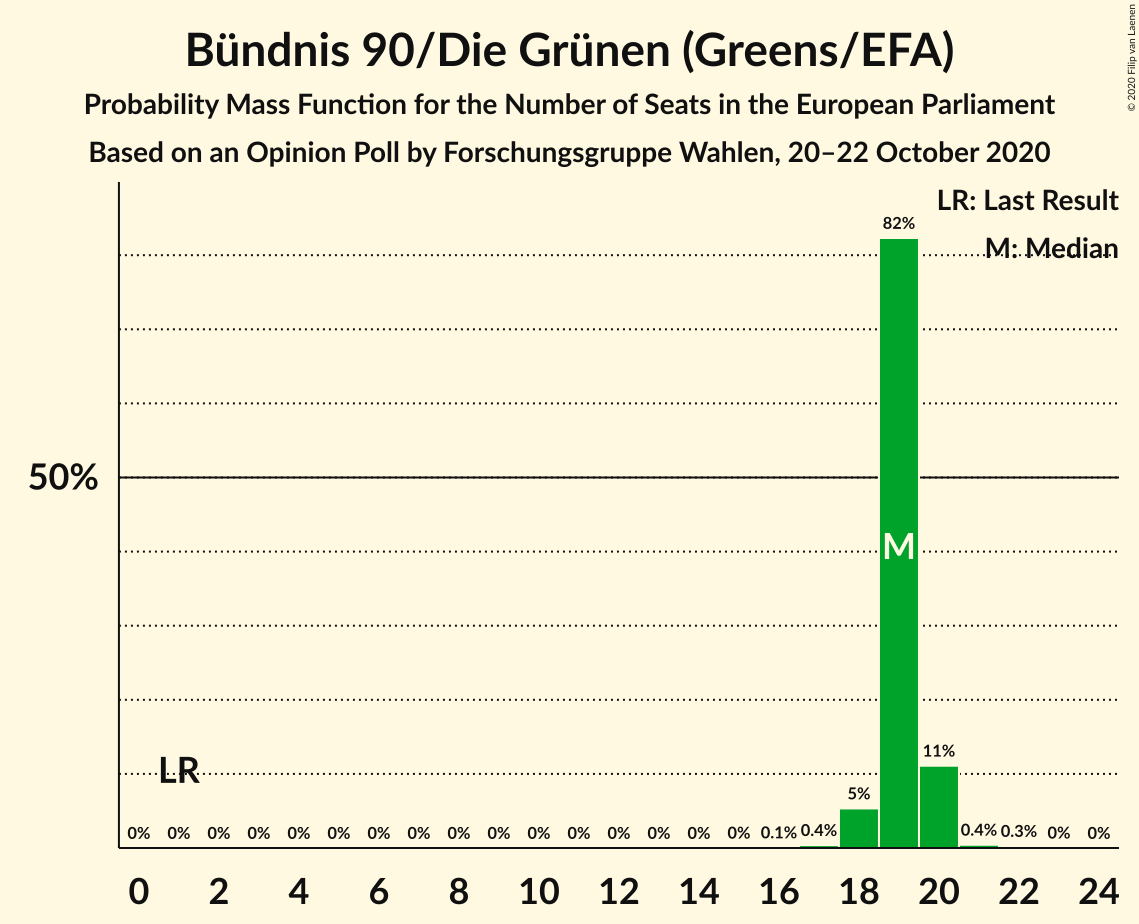 Bündnis 90/Die Grünen (Greens/EFA)
Probability Mass Function for the Number of Seats in the European Parliament
Based on an Opinion Poll by Forschungsgruppe Wahlen, 20–22 October 2020
© 2020 Filip van Laenen
LR: Last Result
M: Median
82%
50%
M
LR
11%
5%
0% 0% 0% 0% 0% 0% 0% 0% 0% 0% 0% 0% 0% 0% 0% 0% 0.1% 0.4% 0.4% 0.3% 0% 0%
0 2 4 6 8 10 12 14 16 18 20 22 24